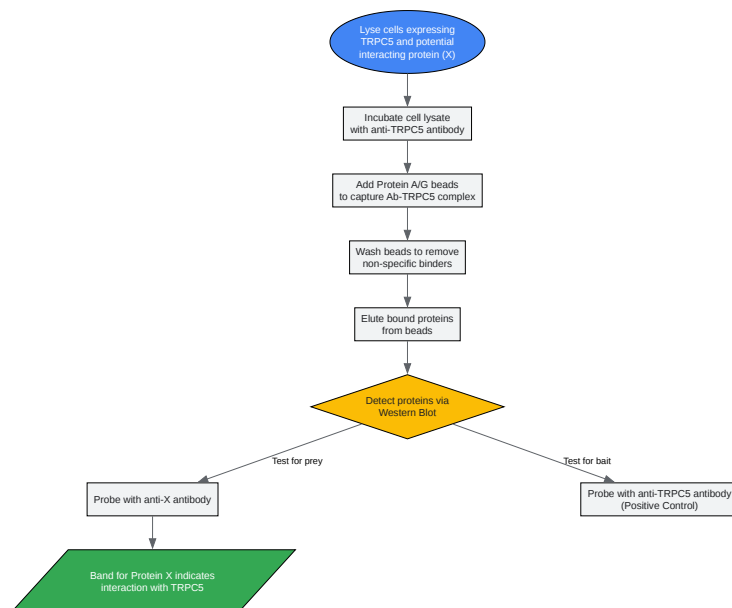 Lyse cells expressing
TRPC5 and potential
interacting protein (X)
Incubate cell lysate
with anti-TRPC5 antibody
Add Protein A/G beads
to capture Ab-TRPC5 complex
Wash beads to remove
non-specific binders
Elute bound proteins
from beads
Detect proteins via
Western Blot
Test for prey
Test for bait
Probe with anti-X antibody
Probe with anti-TRPC5 antibody
(Positive Control)
Band for Protein X indicates
interaction with TRPC5